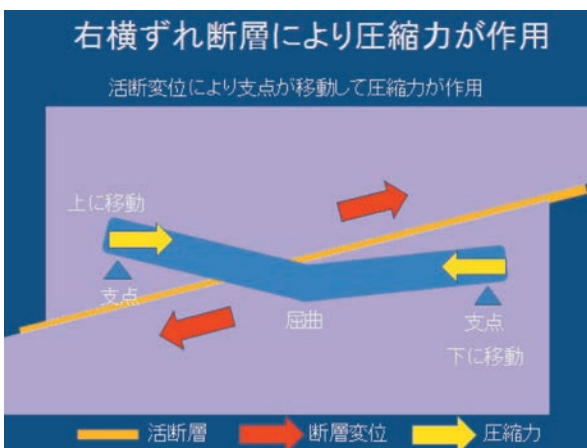 右横ずれ断層により圧縮力が作用
活断変位により支点が移動して圧縮力が作用
上に移動
支点
屈曲
支点
下に移動
活断層
断層変位
圧縮力